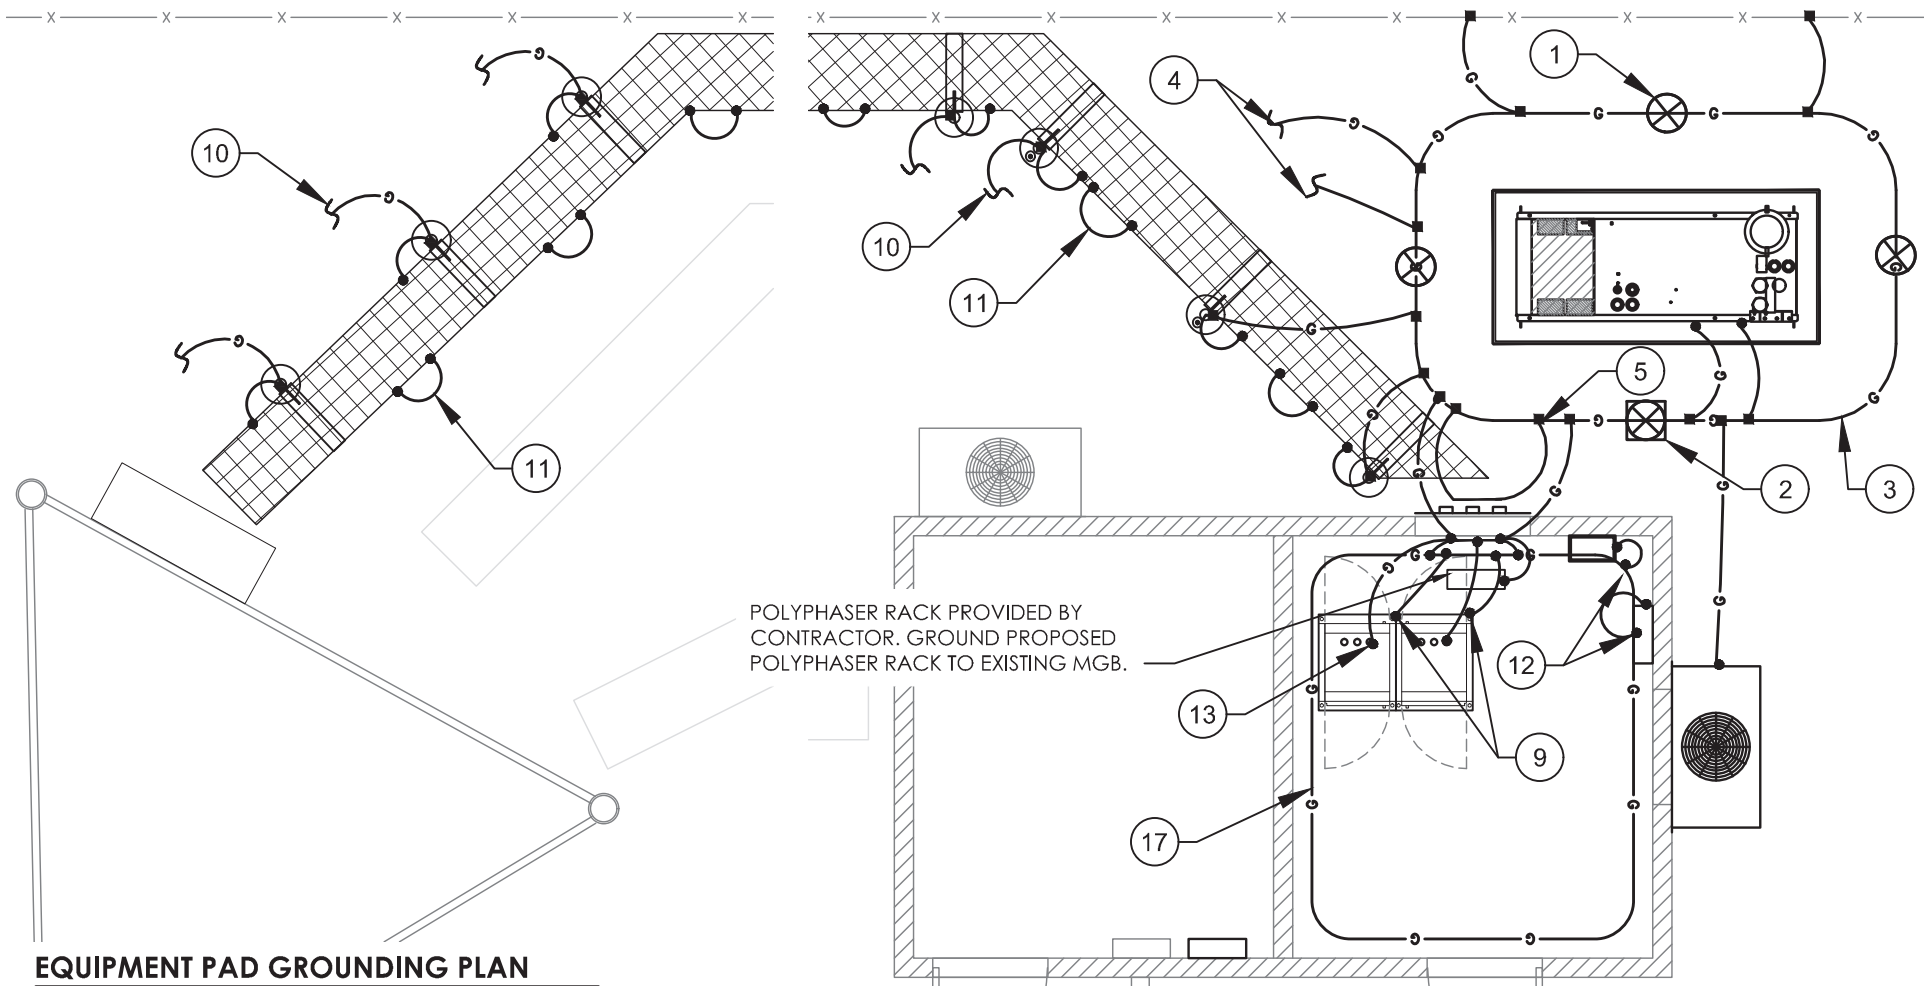 X X X X X X X X X X X X X X X X X
1
4
G G G G G
10
G
10
11
G
G
11
5
G G G
G
11
2
3
G
G
G G G
POLYPHASER RACK PROVIDED BY
CONTRACTOR. GROUND PROPOSED
POLYPHASER RACK TO EXISTING MGB.
12
13
G G
9
G G
17
G G
EQUIPMENT PAD GROUNDING PLAN